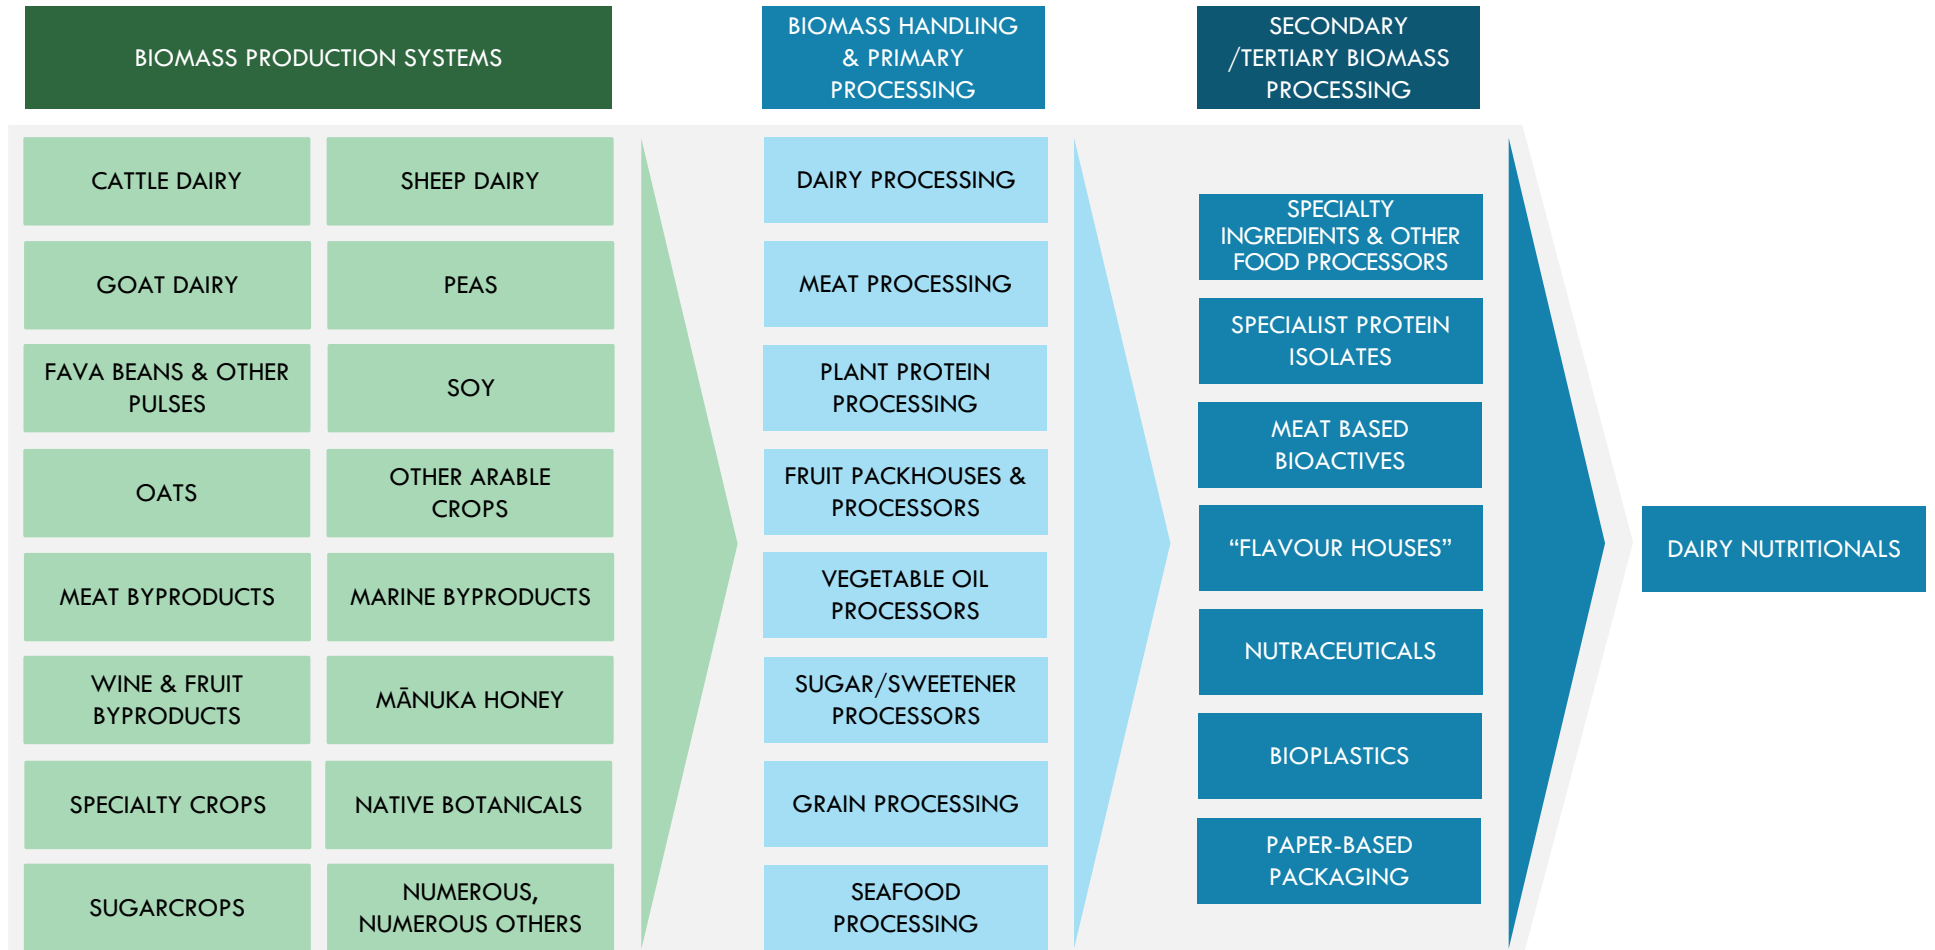 BIOMASS PRODUCTION SYSTEMS
BIOMASS HANDLING
& PRIMARY
PROCESSING
SECONDARY
/TERTIARY BIOMASS
PROCESSING
CATTLE DAIRY
SHEEP DAIRY
GOAT DAIRY
PEAS
FAVA BEANS & OTHER
PULSES
SOY
OATS
OTHER ARABLE
CROPS
MEAT BYPRODUCTS
MARINE BYPRODUCTS
WINE & FRUIT
BYPRODUCTS
MĀNUKA HONEY
SPECIALTY CROPS
NATIVE BOTANICALS
SUGARCROPS
NUMEROUS,
NUMEROUS OTHERS
DAIRY PROCESSING
MEAT PROCESSING
PLANT PROTEIN
PROCESSING
FRUIT PACKHOUSES &
PROCESSORS
VEGETABLE OIL
PROCESSORS
SUGAR/SWEETENER
PROCESSORS
GRAIN PROCESSING
SEAFOOD
PROCESSING
SPECIALTY
INGREDIENTS & OTHER
FOOD PROCESSORS
SPECIALIST PROTEIN
ISOLATES
MEAT BASED
BIOACTIVES
“FLAVOUR HOUSES”
NUTRACEUTICALS
BIOPLASTICS
PAPER-BASED
PACKAGING
DAIRY NUTRITIONALS